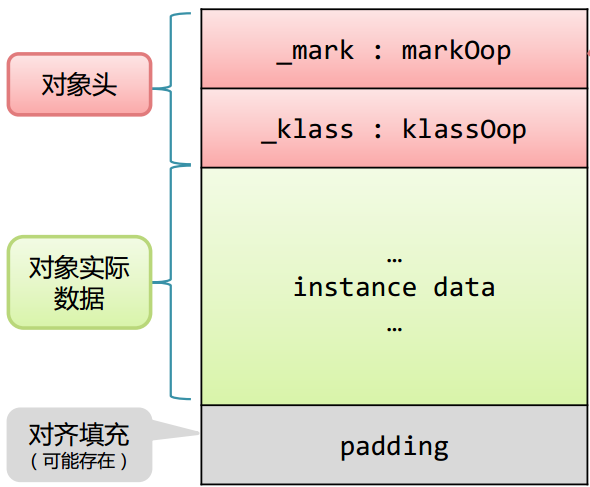 对象头
_mark : markOop
_klass : klassOop
对象实际
数据
…
instance data
…
对齐填充
（可能存在）
padding